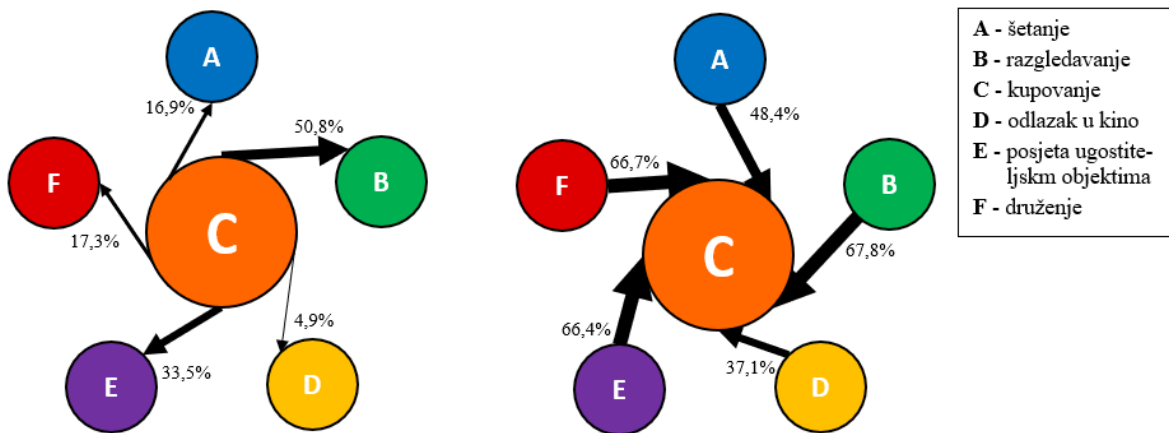 A
16,9%
50,8%
F
B
17,3%
C
4,9%
33,5%
E
D
A
48,4%
66,7%
F
B
67,8%
C
66,4%
37,1%
E
D
A - šetanje
B - razgledavanje
C - kupovanje
D - odlazak u kino
E - posjeta ugostite-
ljskm objektima
F - druženje